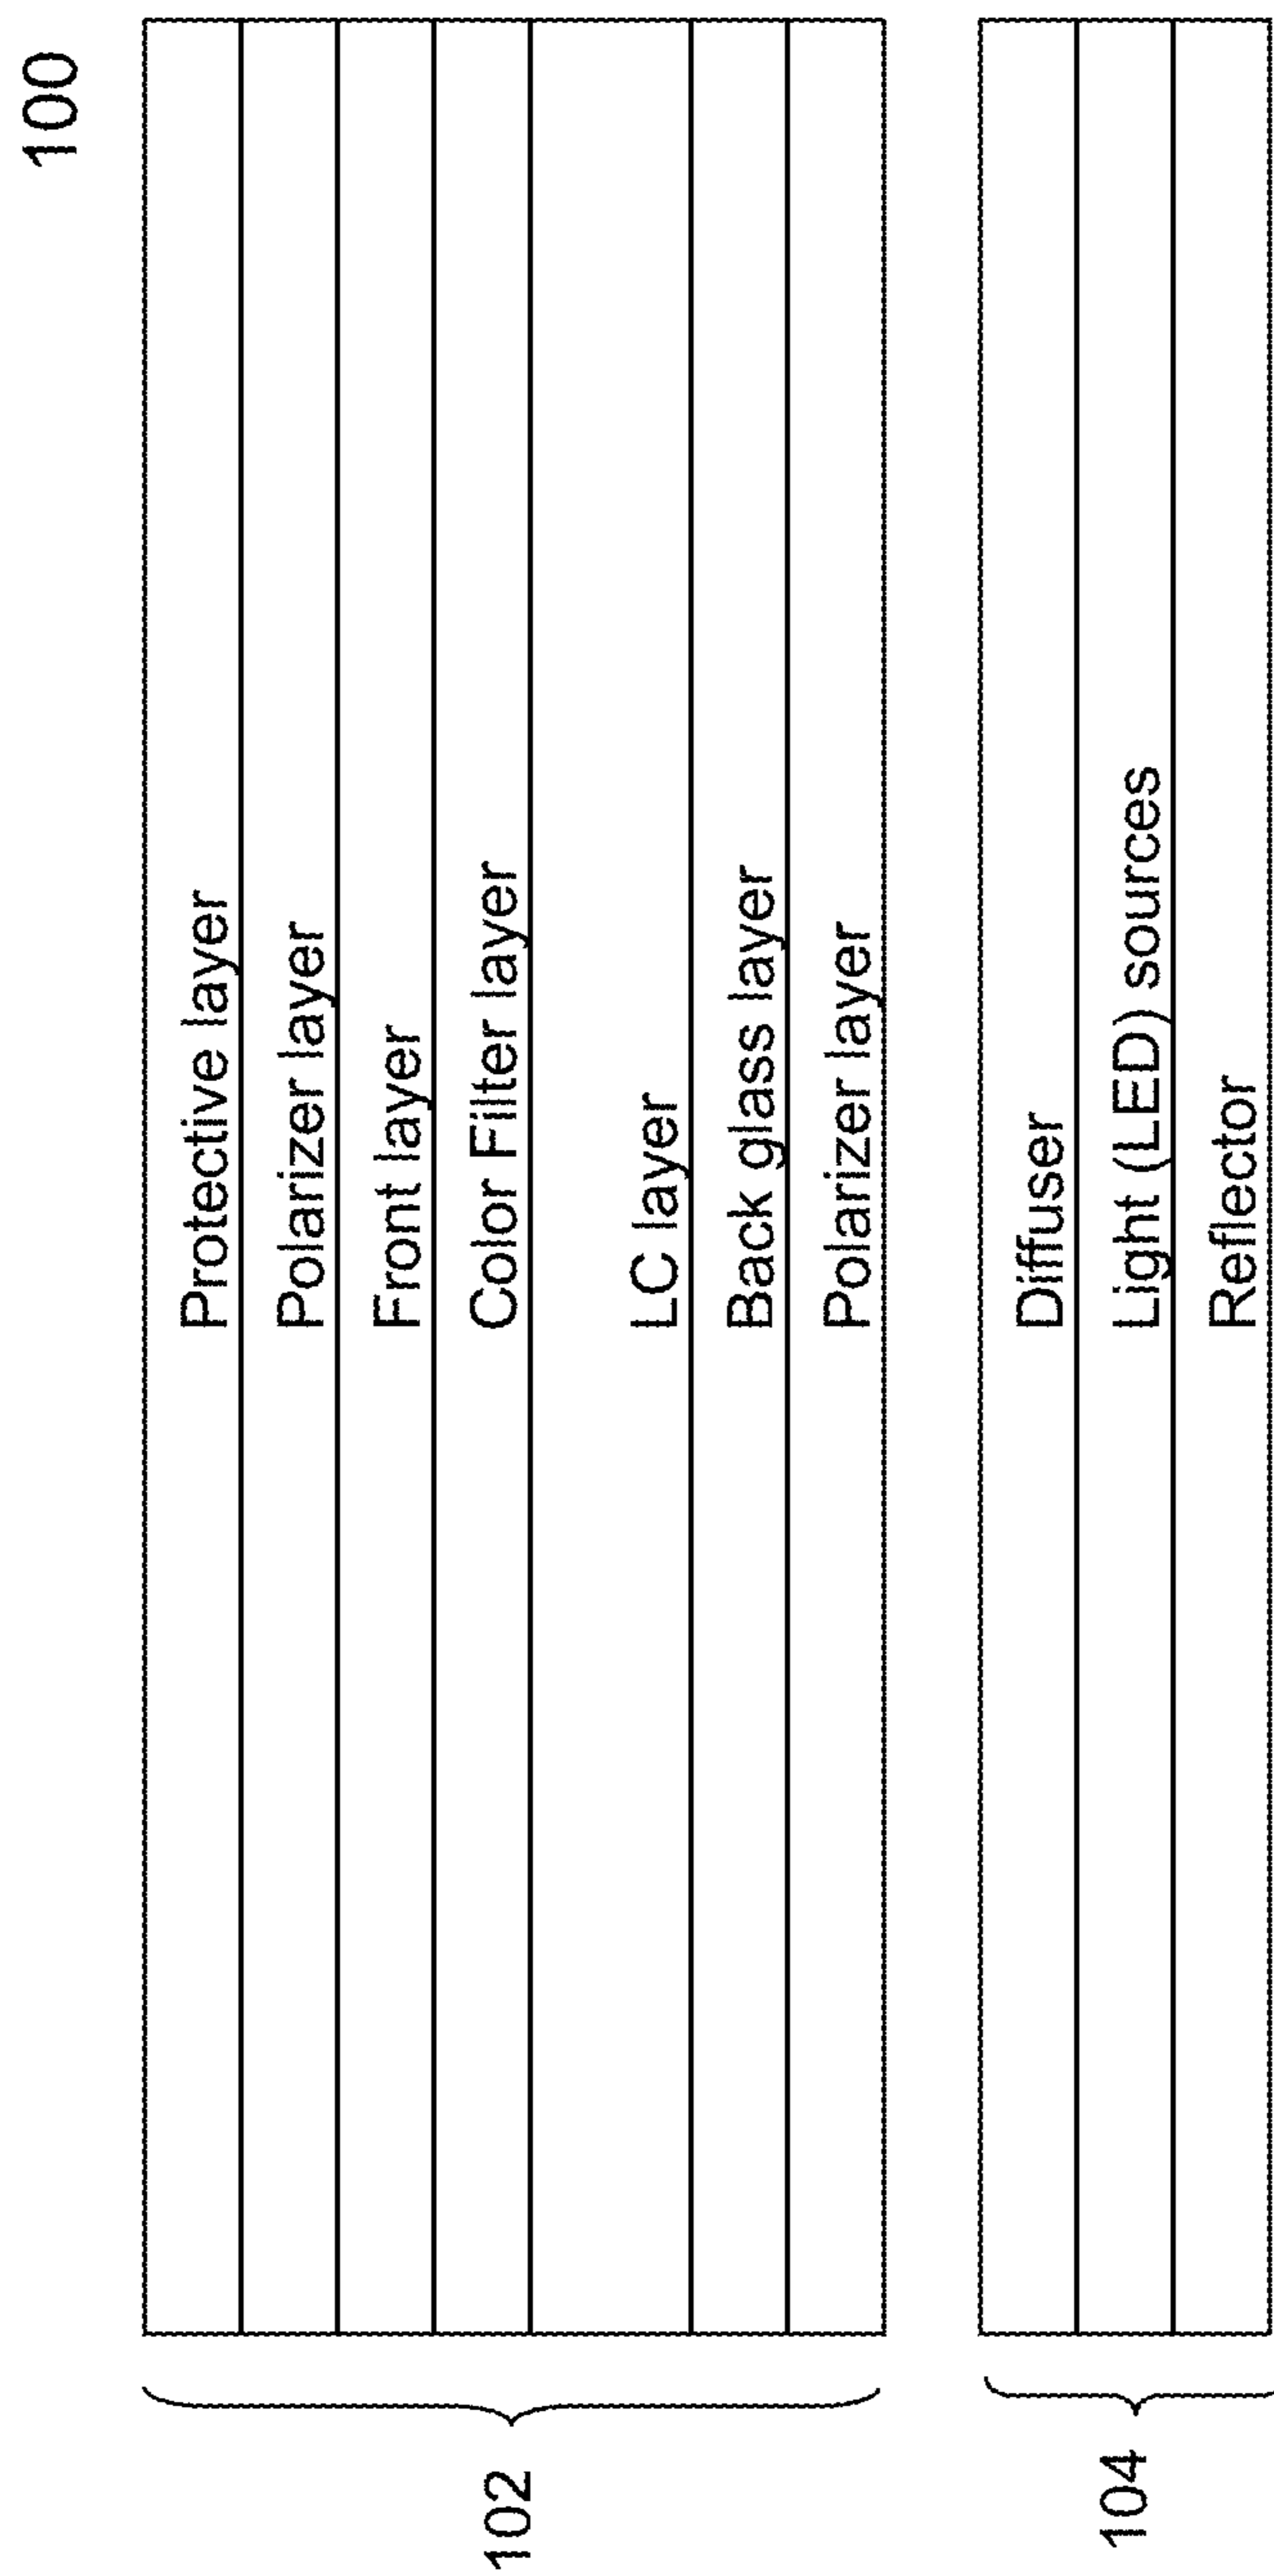 100
Protective layer
Polarizer layer
Front layer
Color Filter layer
LC layer
Back glass layer
Polarizer layer
102
Diffuser
Light (LED) sources
Reflector
104